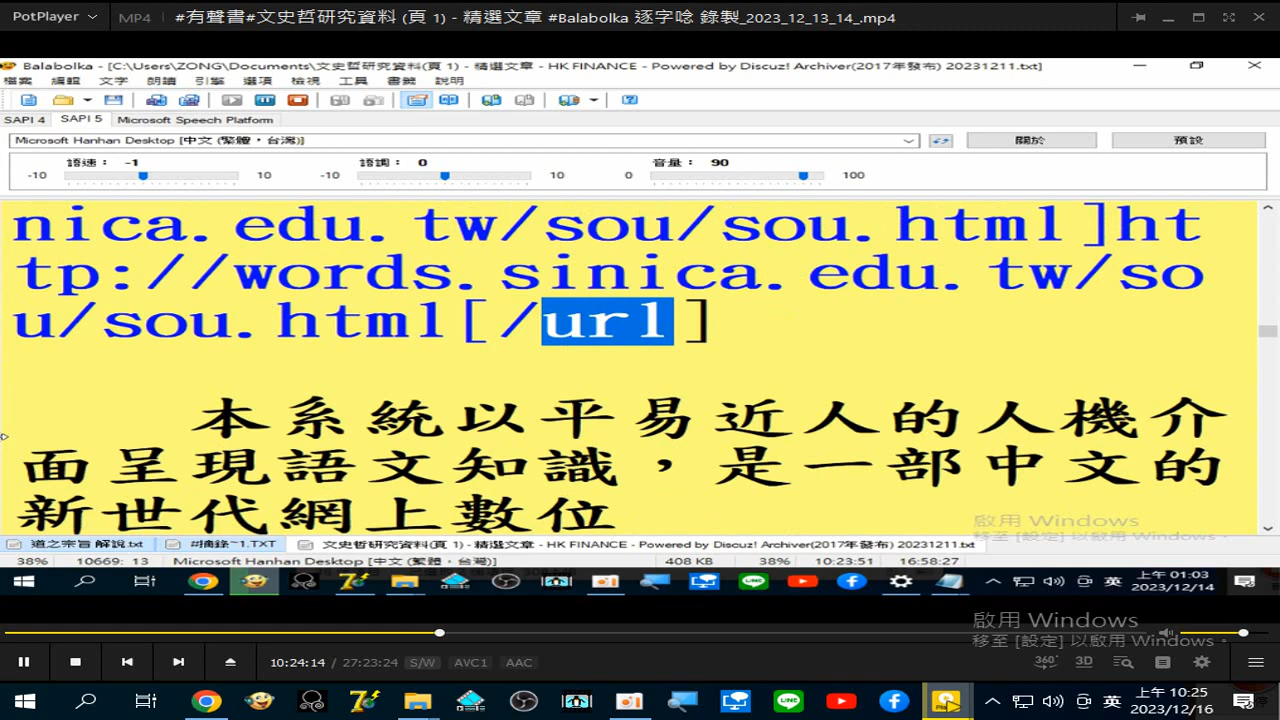 PotPlayer MP4 #有聲書#文史哲研究資料 (頁 1) - 精選文章 #Balabolka 逐字唸 錄製_2023_12_13_14_.mp4
Balabolka - [C:\Users\ZONG\Documents\文史哲研究資料(頁 1) - 精選文章 - HK FINANCE - Powered by Discuz! Archiver(2017年發布) 20231211.txt]
檔案 編輯 文字 朗讀 引擎 選項 檢視 工具 書籤 說明
SAPI 4 SAPI 5 Microsoft Speech Platform
Microsoft Hanhan Desktop [中文 (繁體，台灣)] 關於 預設
語速： -1 語調： 0 音量： 90
-10 10 -10 10 0 100
nica.edu.tw/sou/sou.html]ht
tp://words.sinica.edu.tw/so
u/sou.html[/url]
本系統以平易近人的人機介
面呈現語文知識，是一部中文的
新世代網上數位
啟用 Windows
移至 [設定] 以啟用 Windows。
道之宗旨 解說.txt #摘錄~1.TXT 文史哲研究資料(頁 1) - 精選文章 - HK FINANCE - Powered by Discuz! Archiver(2017年發布) 20231211.txt
38% 10669: 13 Microsoft Hanhan Desktop [中文 (繁體，台灣)] 408 KB 38% 10:23:51 16:58:27
英 上午 01:03
2023/12/14
啟用 Windows
移至 [設定] 以啟用 Windows。
10:24:14 / 27:23:24 S/W AVC1 AAC 360° 3D
英 上午 10:25
2023/12/16